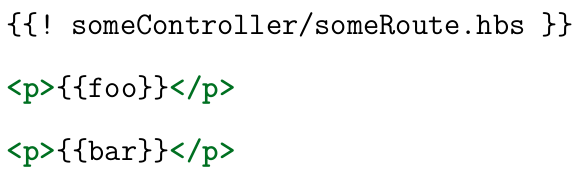 {{! someController/someRoute.hbs }}
<p>{{foo}}</p>
<p>{{bar}}</p>